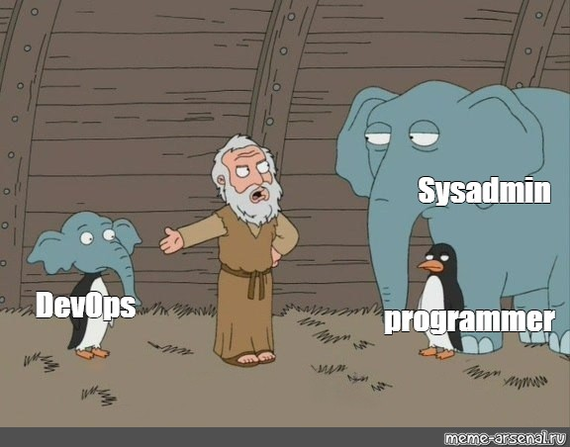 Sysadmin
DevOps
programmer
meme-arsenal.ru